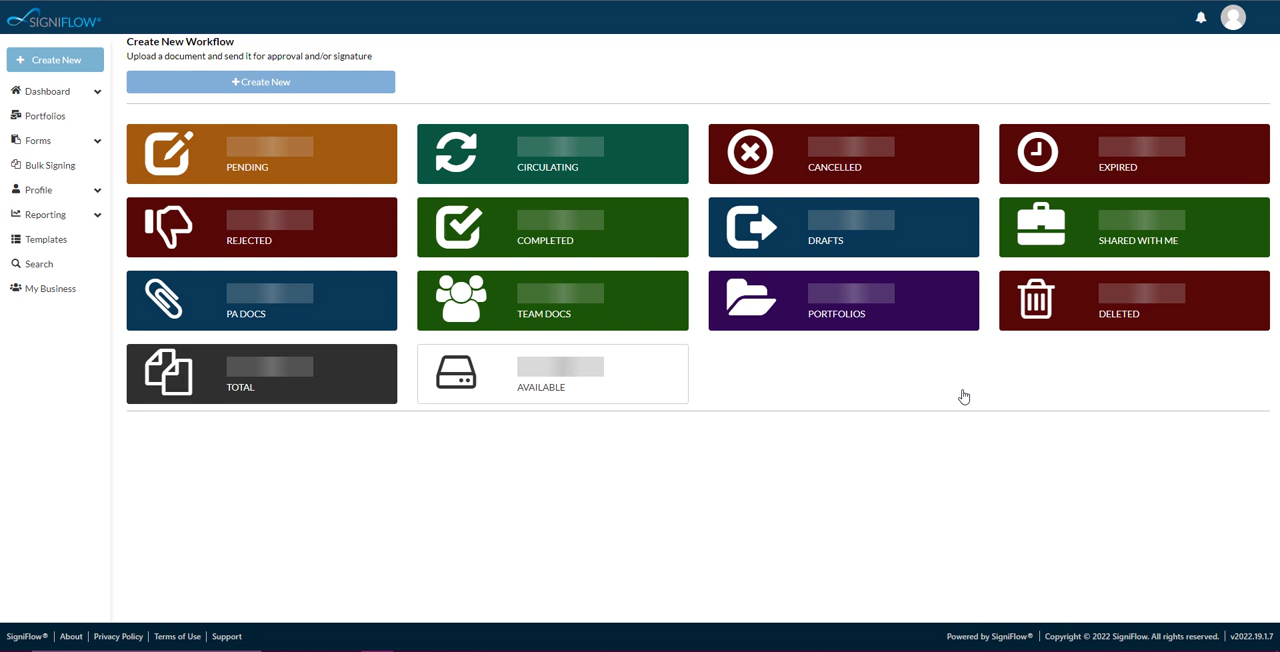 SIGNIFLOW®
Create New
Dashboard
Portfolios
Forms
Bulk Signing
Profile
Reporting
Templates
Search
My Business
Create New Workflow
Upload a document and send it for approval and/or signature
Create New
PENDING
CIRCULATING
CANCELLED
EXPIRED
REJECTED
COMPLETED
DRAFTS
SHARED WITH ME
PA DOCS
TEAM DOCS
PORTFOLIOS
DELETED
TOTAL
AVAILABLE
SigniFlow® | About | Privacy Policy | Terms of Use | Support
Powered by SigniFlow® | Copyright © 2022 SigniFlow. All rights reserved. | v2022.19.1.7